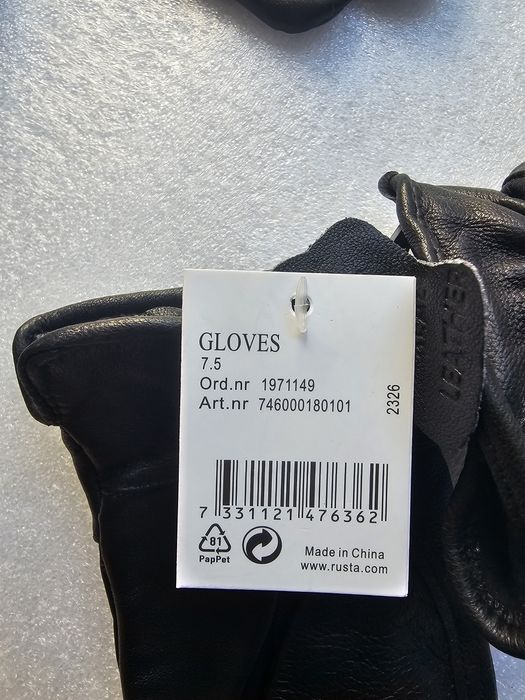 GLOVES
7.5
Ord.nr 1971149
Art.nr 746000180101
2326
7 331121 476362
81
PapPet
Made in China
www.rusta.com
LEATHER